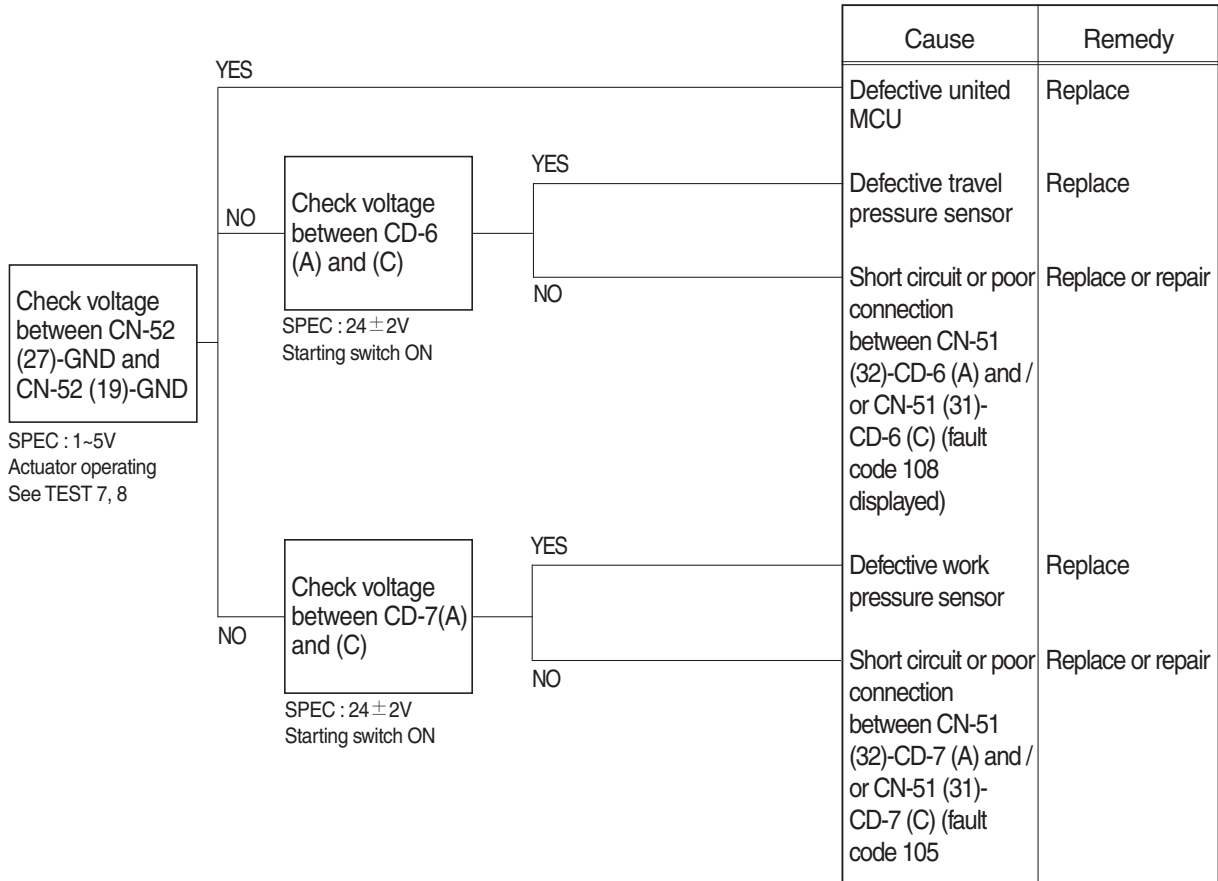 Cause
Remedy
YES
Defective united
MCU
Replace
YES
Defective travel
pressure sensor
Replace
NO
Check voltage
between CD-6
(A) and (C)
NO
SPEC : 24±2V
Starting switch ON
Short circuit or poor
connection
between CN-51
(32)-CD-6 (A) and /
or CN-51 (31)-
CD-6 (C) (fault
code 108
displayed)
Replace or repair
Check voltage
between CN-52
(27)-GND and
CN-52 (19)-GND
SPEC : 1~5V
Actuator operating
See TEST 7, 8
YES
Defective work
pressure sensor
Replace
Check voltage
between CD-7(A)
and (C)
NO
NO
SPEC : 24±2V
Starting switch ON
Short circuit or poor
connection
between CN-51
(32)-CD-7 (A) and /
or CN-51 (31)-
CD-7 (C) (fault
code 105
Replace or repair